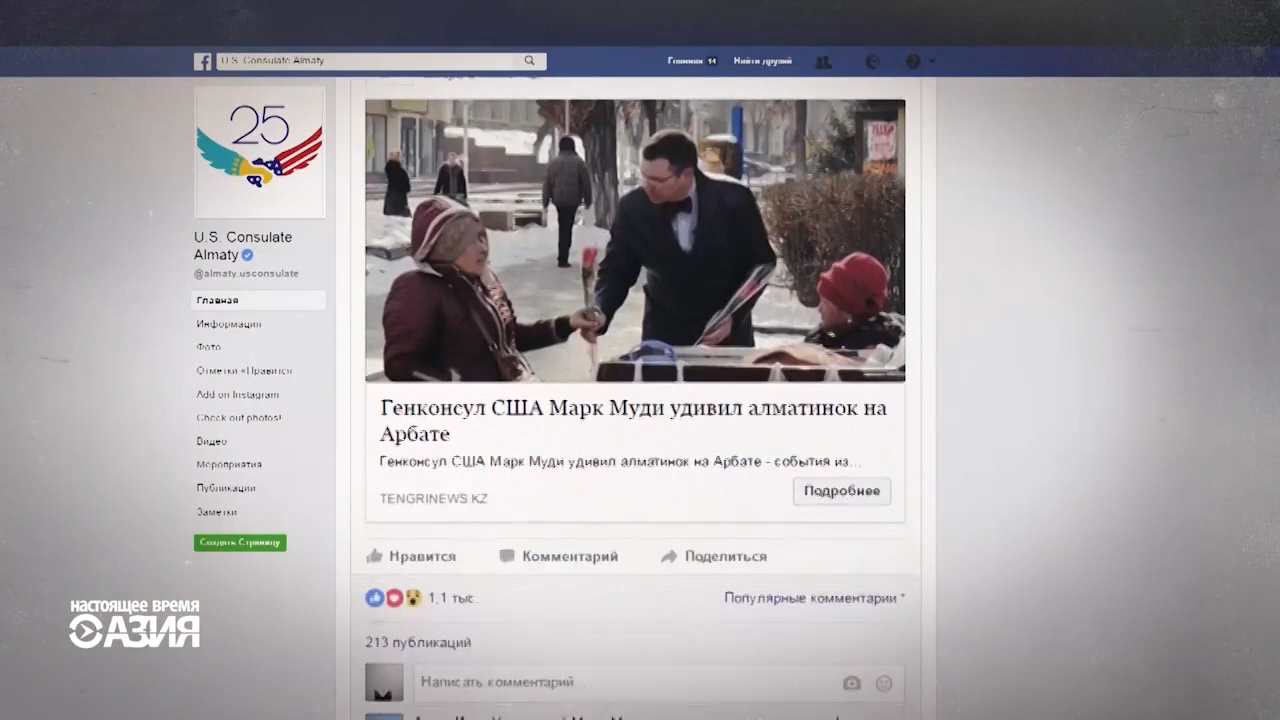 U.S. Consulate Almaty
Главная 14
Найти друзей
25
U.S. Consulate
Almaty
@almaty.usconsulate
Главная
Информация
Фото
Отметки «Нравится
Add on Instagram
Check out photos!
Видео
Мероприятия
Публикации
Заметки
Создать Страницу
Генконсул США Марк Муди удивил алматинок на
Арбате
Генконсул США Марк Муди удивил алматинок на Арбате - события из...
TENGRINEWS.KZ
Подробнее
Нравится
Комментарий
Поделиться
1,1 тыс.
Популярные комментарии
213 публикаций
Написать комментарий...
НАСТОЯЩЕЕ ВРЕМЯ
АЗИЯ